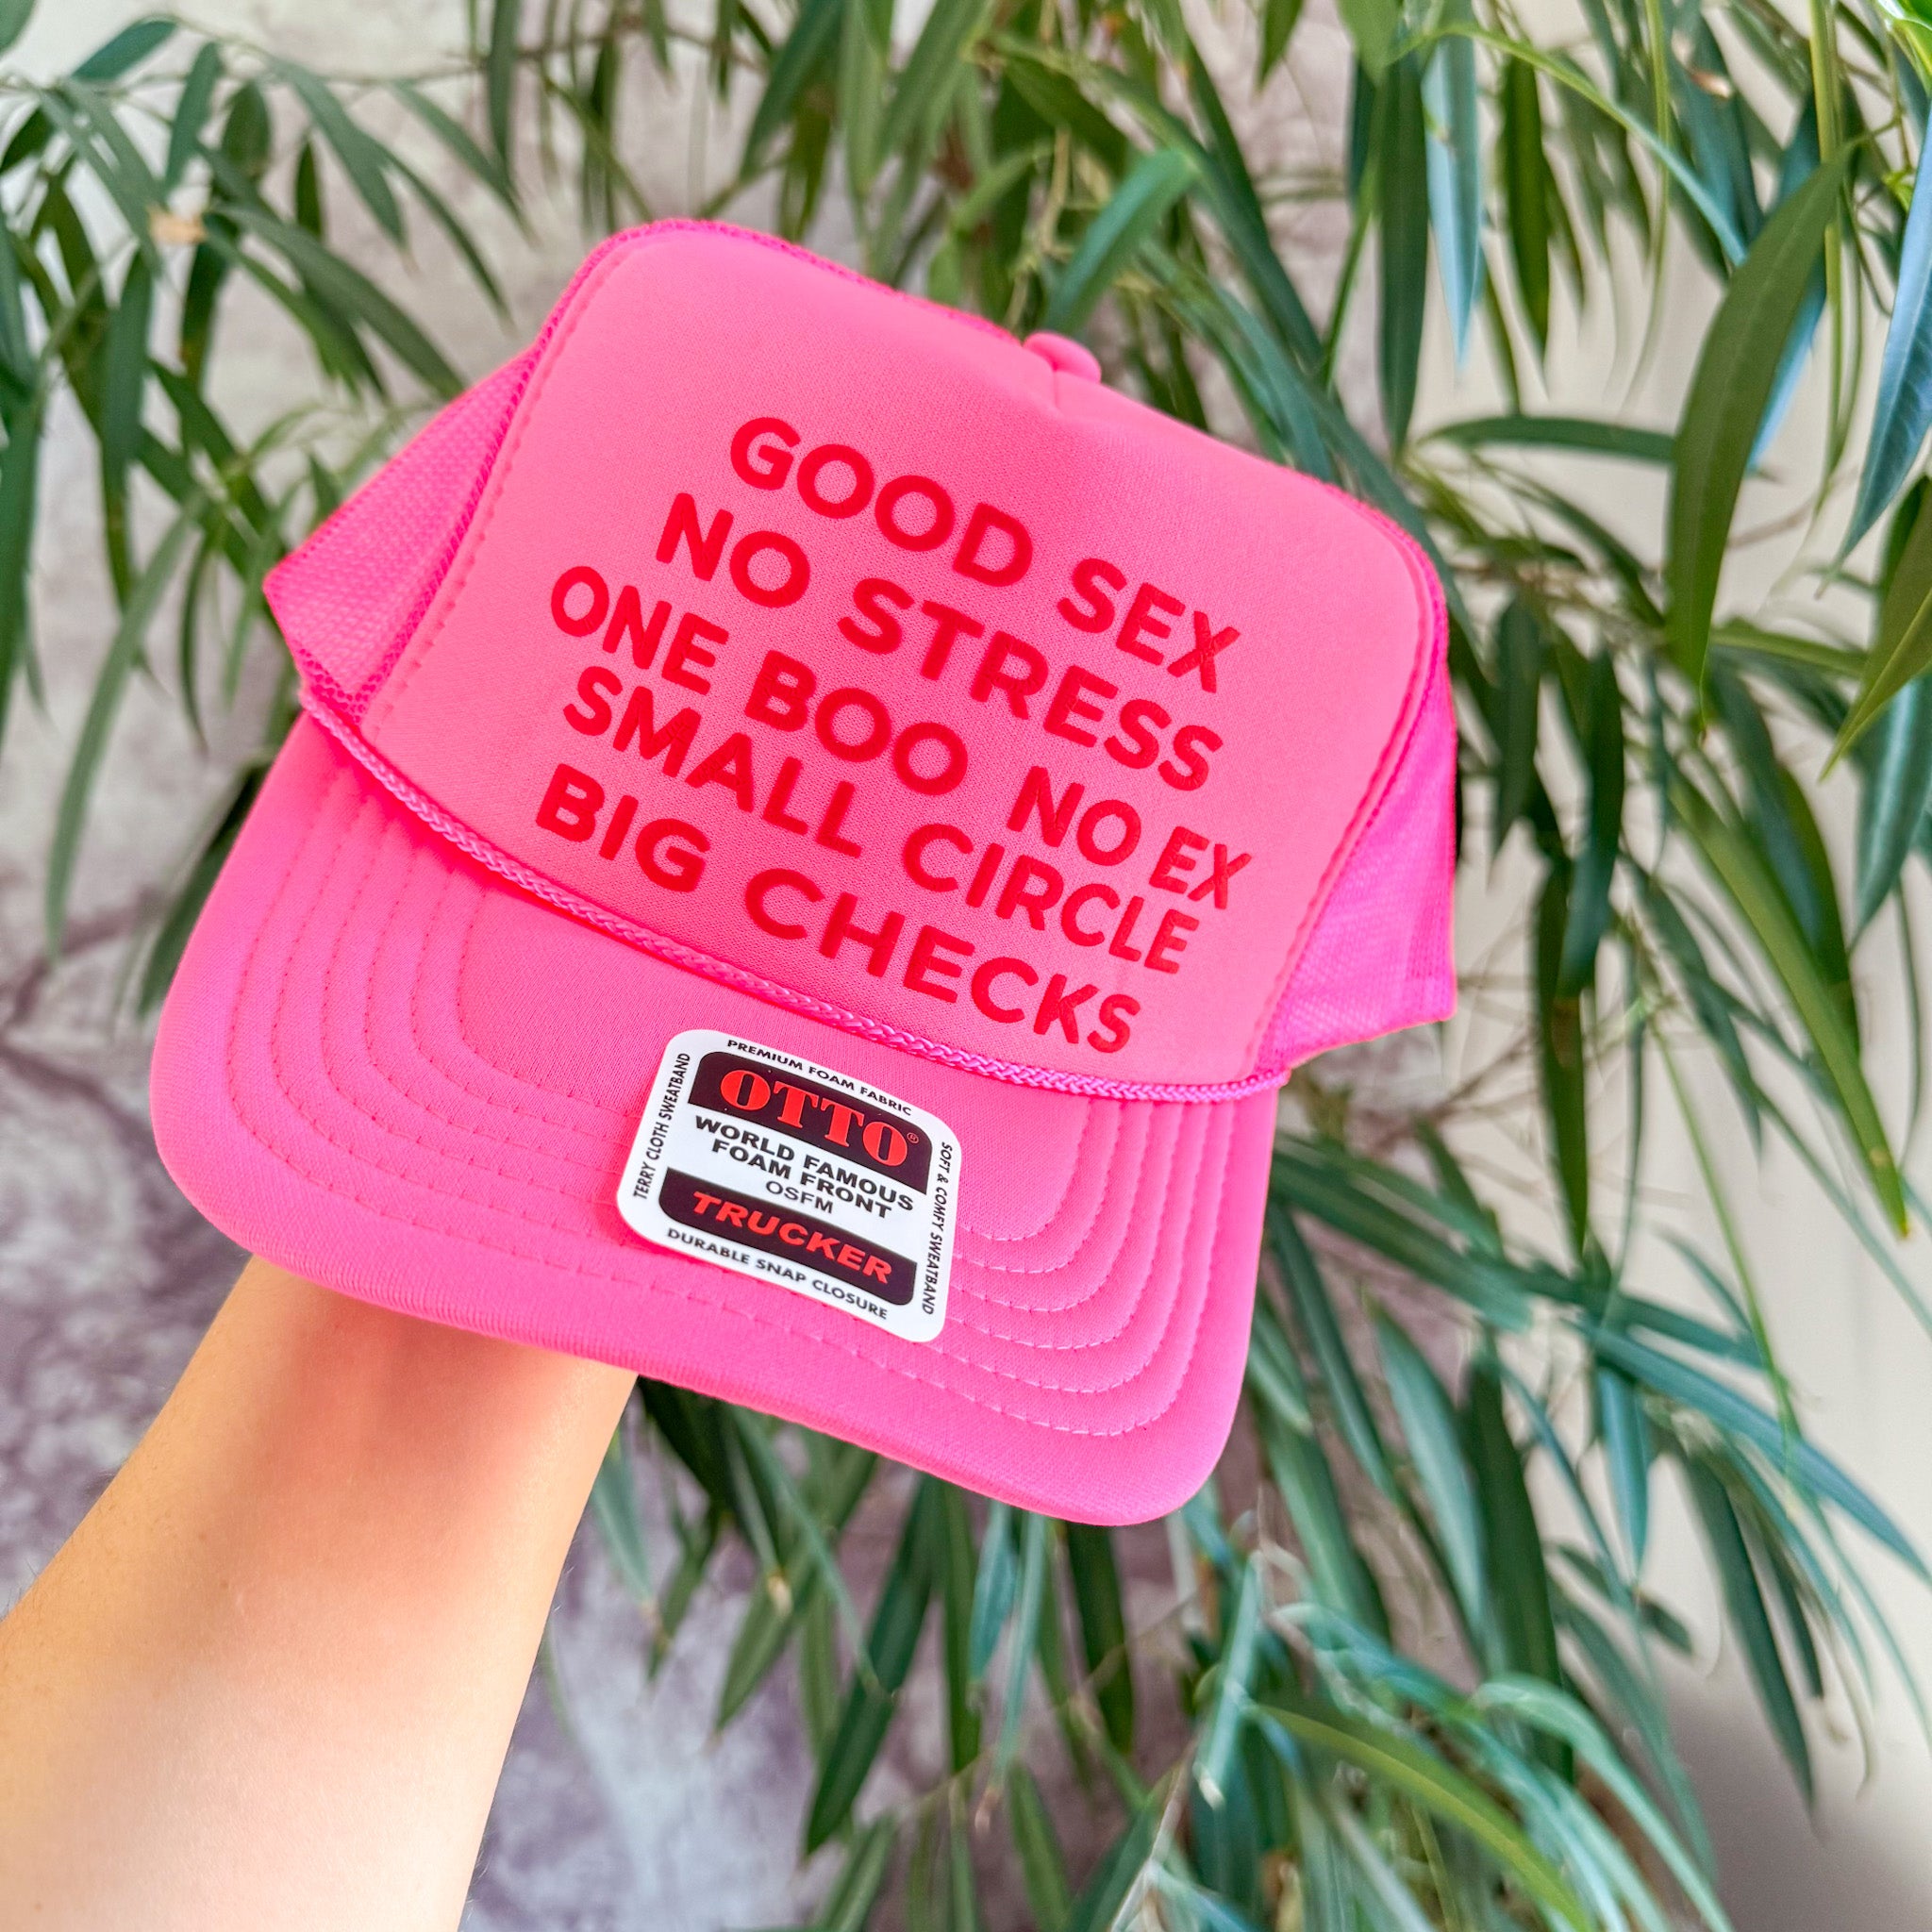 GOOD SEX
NO STRESS
ONE BOO NO EX
SMALL CIRCLE
BIG CHECKS
PREMIUM FOAM FABRIC
TERRY CLOTH SWEATBAND
OTTO®
WORLD FAMOUS
FOAM FRONT
OSFM
TRUCKER
SOFT & COMFY SWEATBAND
DURABLE SNAP CLOSURE